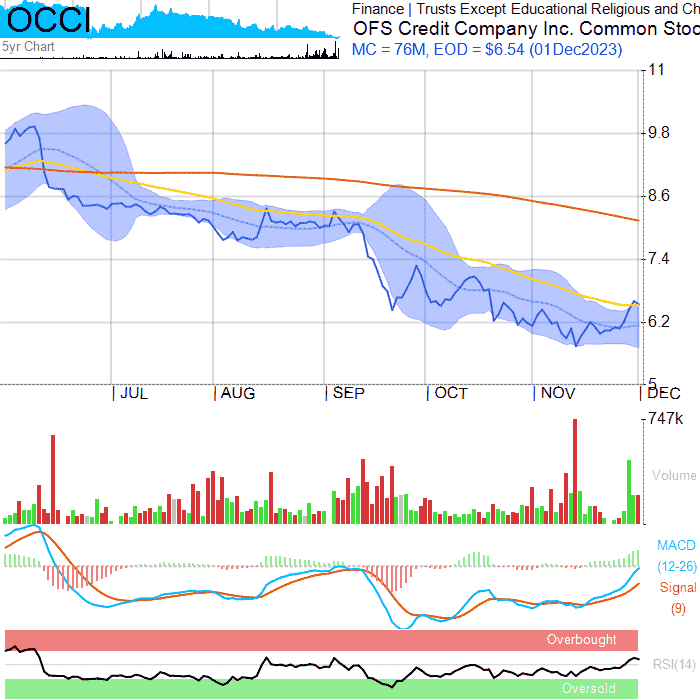 OCCI
5yr Chart
Finance | Trusts Except Educational Religious and Ch
OFS Credit Company Inc. Common Stoc
MC = 76M, EOD = $6.54 (01Dec2023)
11
9.8
8.6
7.4
6.2
5
JUL AUG SEP OCT NOV DEC
747k
Volume
MACD
(12-26)
Signal
(9)
Overbought
RSI(14)
Oversold